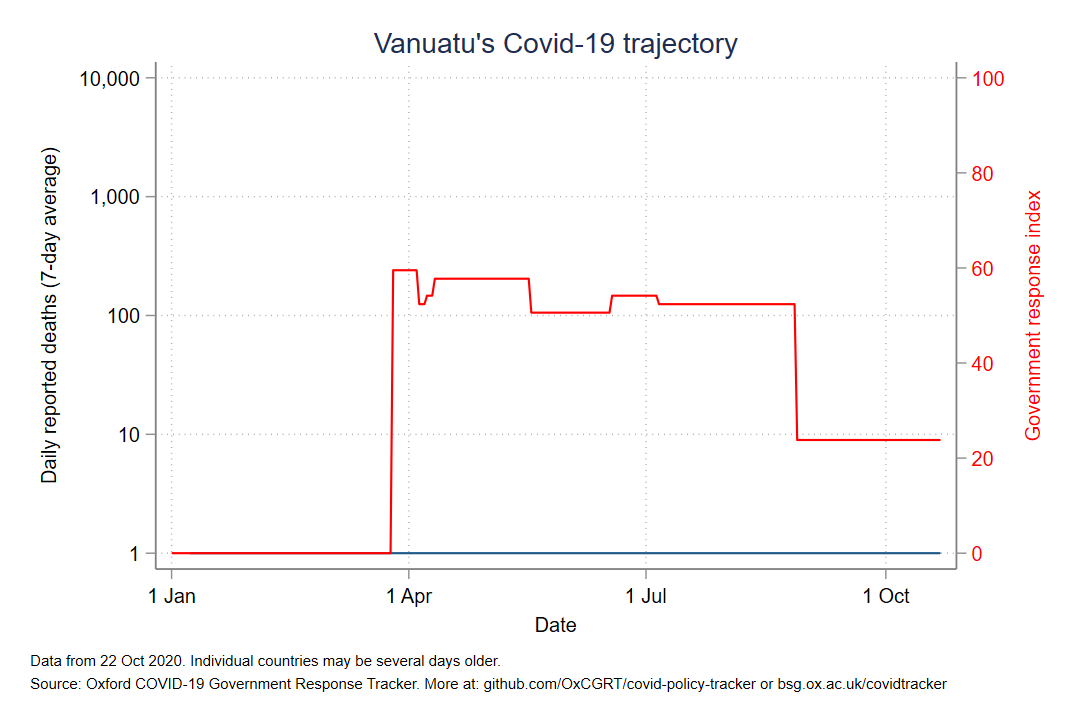 Vanuatu's Covid-19 trajectory
10,000
1,000
100
10
1
Daily reported deaths (7-day average)
100
80
60
40
20
0
Government response index
1 Jan
1 Apr
1 Jul
1 Oct
Date
Data from 22 Oct 2020. Individual countries may be several days older.
Source: Oxford COVID-19 Government Response Tracker. More at: github.com/OxCGRT/covid-policy-tracker or bsg.ox.ac.uk/covidtracker